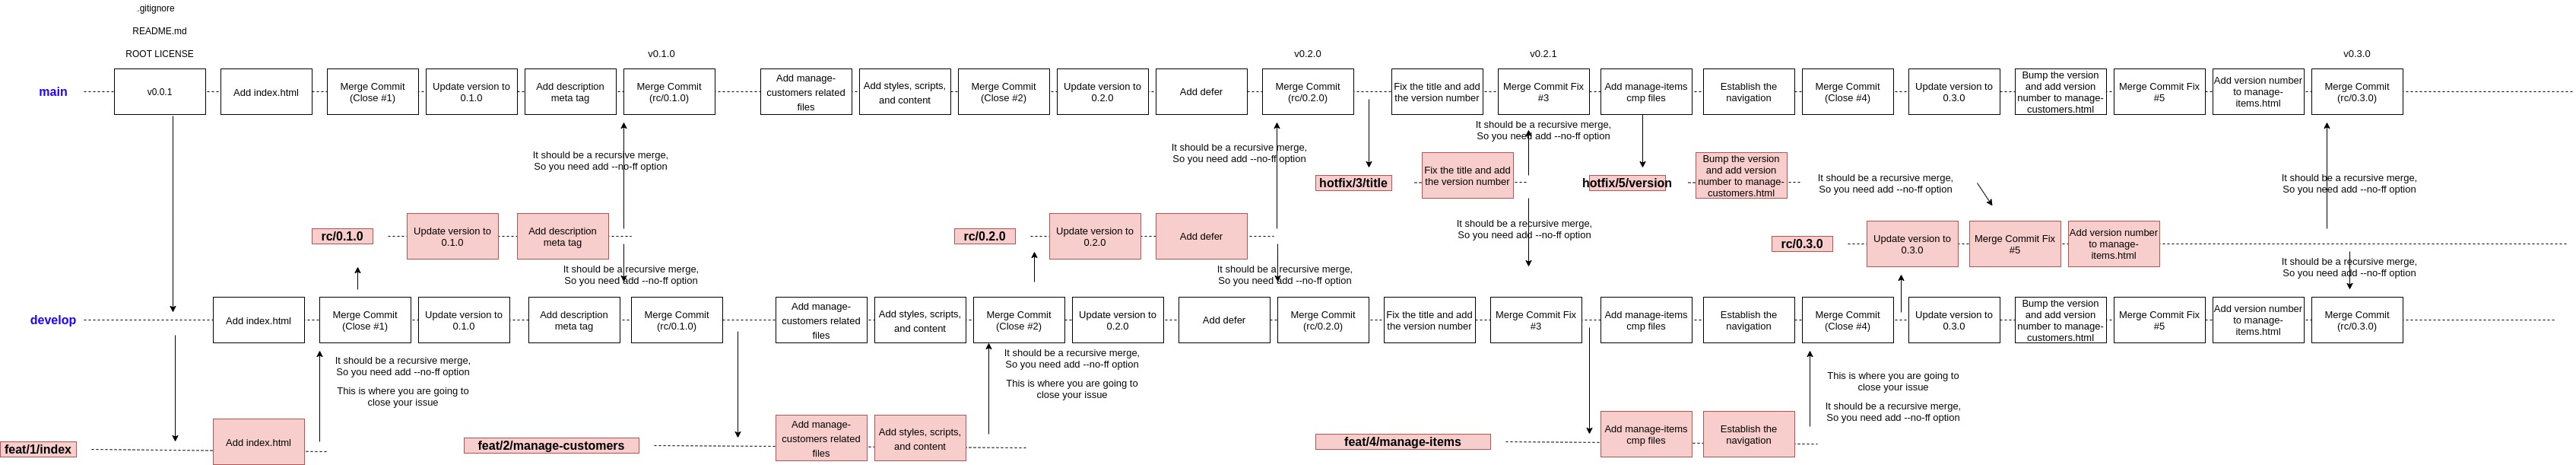 .gitignore
README.md
ROOT LICENSE
v0.1.0
v0.2.0
v0.2.1
v0.3.0
main
v0.0.1
Add index.html
Merge Commit
(Close #1)
Update version to
0.1.0
Add description
meta tag
Merge Commit
(rc/0.1.0)
Add manage-
customers related
files
Add styles, scripts,
and content
Merge Commit
(Close #2)
Update version to
0.2.0
Add defer
Merge Commit
(rc/0.2.0)
Fix the title and add
the version number
Merge Commit Fix
#3
Add manage-items
cmp files
Establish the
navigation
Merge Commit
(Close #4)
Update version to
0.3.0
Bump the version
and add version
number to manage-
customers.html
Merge Commit Fix
#5
Add version number
to manage-
items.html
Merge Commit
(rc/0.3.0)
It should be a recursive merge,
So you need add --no-ff option
It should be a recursive merge,
So you need add --no-ff option
It should be a recursive merge,
So you need add --no-ff option
hotfix/3/title
Fix the title and add
the version number
hotfix/5/version
Bump the version
and add version
number to manage-
customers.html
It should be a recursive merge,
So you need add --no-ff option
It should be a recursive merge,
So you need add --no-ff option
rc/0.1.0
Update version to
0.1.0
Add description
meta tag
rc/0.2.0
Update version to
0.2.0
Add defer
It should be a recursive merge,
So you need add --no-ff option
rc/0.3.0
Update version to
0.3.0
Merge Commit Fix
#5
Add version number
to manage-
items.html
It should be a recursive merge,
So you need add --no-ff option
It should be a recursive merge,
So you need add --no-ff option
It should be a recursive merge,
So you need add --no-ff option
develop
Add index.html
Merge Commit
(Close #1)
Update version to
0.1.0
Add description
meta tag
Merge Commit
(rc/0.1.0)
Add manage-
customers related
files
Add styles, scripts,
and content
Merge Commit
(Close #2)
Update version to
0.2.0
Add defer
Merge Commit
(rc/0.2.0)
Fix the title and add
the version number
Merge Commit Fix
#3
Add manage-items
cmp files
Establish the
navigation
Merge Commit
(Close #4)
Update version to
0.3.0
Bump the version
and add version
number to manage-
customers.html
Merge Commit Fix
#5
Add version number
to manage-
items.html
Merge Commit
(rc/0.3.0)
It should be a recursive merge,
So you need add --no-ff option
This is where you are going to
close your issue
It should be a recursive merge,
So you need add --no-ff option
This is where you are going to
close your issue
This is where you are going to
close your issue
It should be a recursive merge,
So you need add --no-ff option
feat/1/index
Add index.html
feat/2/manage-customers
Add manage-
customers related
files
Add styles, scripts,
and content
feat/4/manage-items
Add manage-items
cmp files
Establish the
navigation